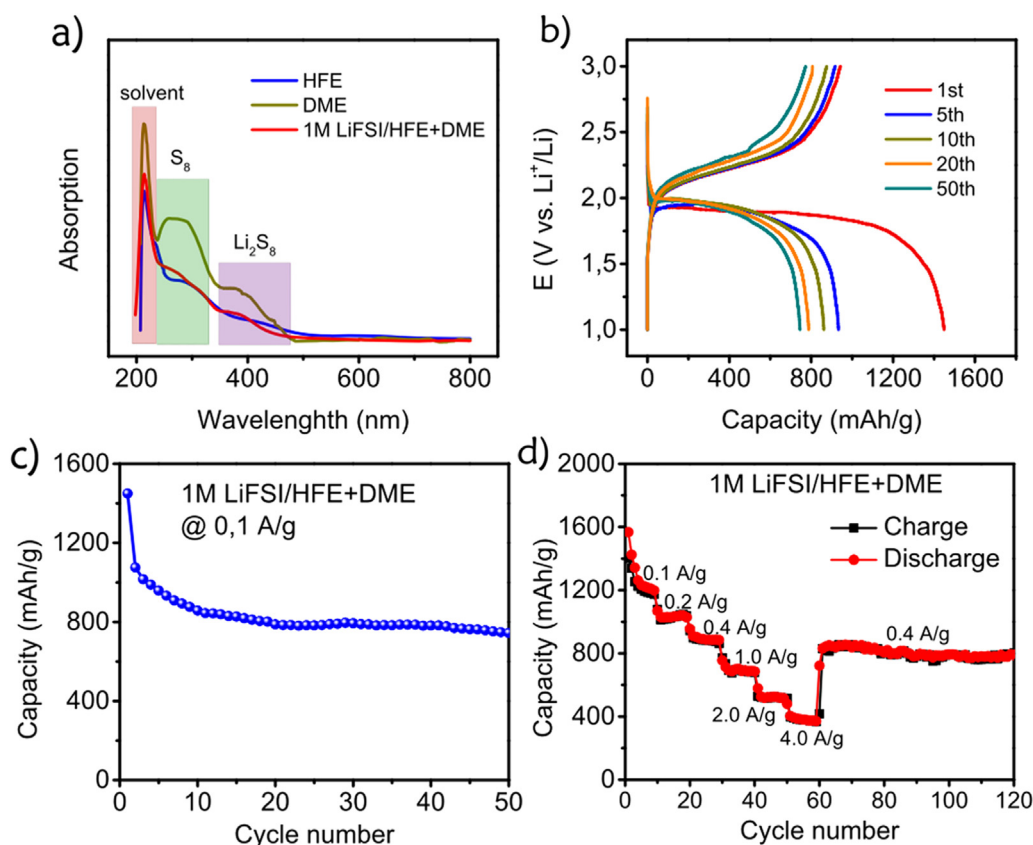 a)
HFE
DME
1M LiFSI/HFE+DME
solvent
S₈
Li₂S₈
Absorption
200 400 600 800
Wavelenghth (nm)
b)
3,0
2,5
2,0
1,5
1,0
E (V vs. Li⁺/Li)
1st
5th
10th
20th
50th
0 400 800 1200 1600
Capacity (mAh/g)
c)
1600
1200
800
400
0
Capacity (mAh/g)
1M LiFSI/HFE+DME
@ 0,1 A/g
0 10 20 30 40 50
Cycle number
d)
2000
1600
1200
800
400
0
Capacity (mAh/g)
1M LiFSI/HFE+DME
Charge
Discharge
0.1 A/g
0.2 A/g
0.4 A/g
1.0 A/g
2.0 A/g
4.0 A/g
0.4 A/g
0 20 40 60 80 100 120
Cycle number